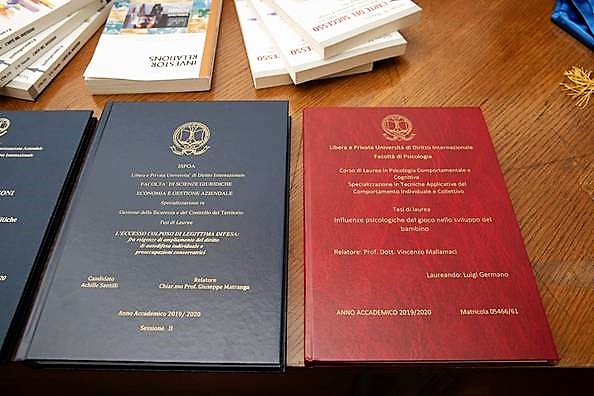 INVESTOR
RELATIONS
L'ARTE DEL SUCCESSO
Internazionale
ISFOA
Libera e Privata Universita' di Diritto Internazionale
FACOLTA' DI SCIENZE GIURIDICHE
ECONOMIA E GESTIONE AZIENDALE
Specializzazione in
Gestione della Sicurezza e del Controllo del Territorio
Tesi di Laurea
L'ECCESSO COLPOSO DI LEGITTIMA DIFESA:
fra esigenze di ampliamento del diritto
di autodifesa individuale e
preoccupazioni conservatrici
Candidato
Achille Santilli
Relatore
Chiar.mo Prof. Giuseppe Matranga
Anno Accademico 2019/ 2020
Sessione II
Libera e Privata Università di Diritto Internazionale
Facoltà di Psicologia
Corso di Laurea in Psicologia Comportamentale e
Cognitiva
Specializzazione in Tecniche Applicative del
Comportamento Individuale e Collettivo
Tesi di laurea
Influenze psicologiche del gioco nello sviluppo del
bambino
Relatore: Prof. Dott. Vincenzo Mallamaci
Laureando: Luigi Germano
ANNO ACCADEMICO 2019/2020
Matricola 05466/61